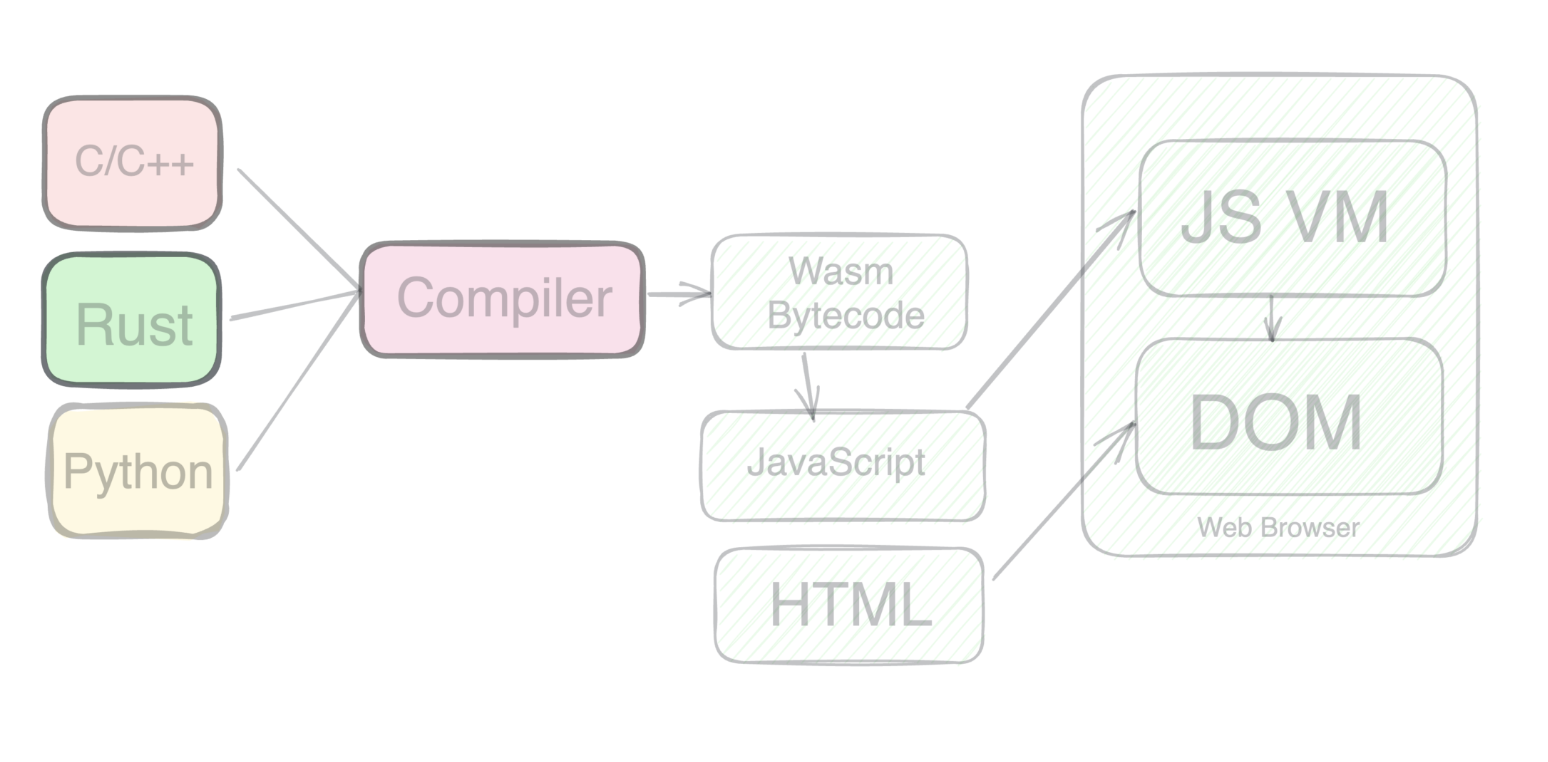 C/C++
Rust
Python
Compiler
Wasm
Bytecode
JavaScript
HTML
JS VM
DOM
Web Browser